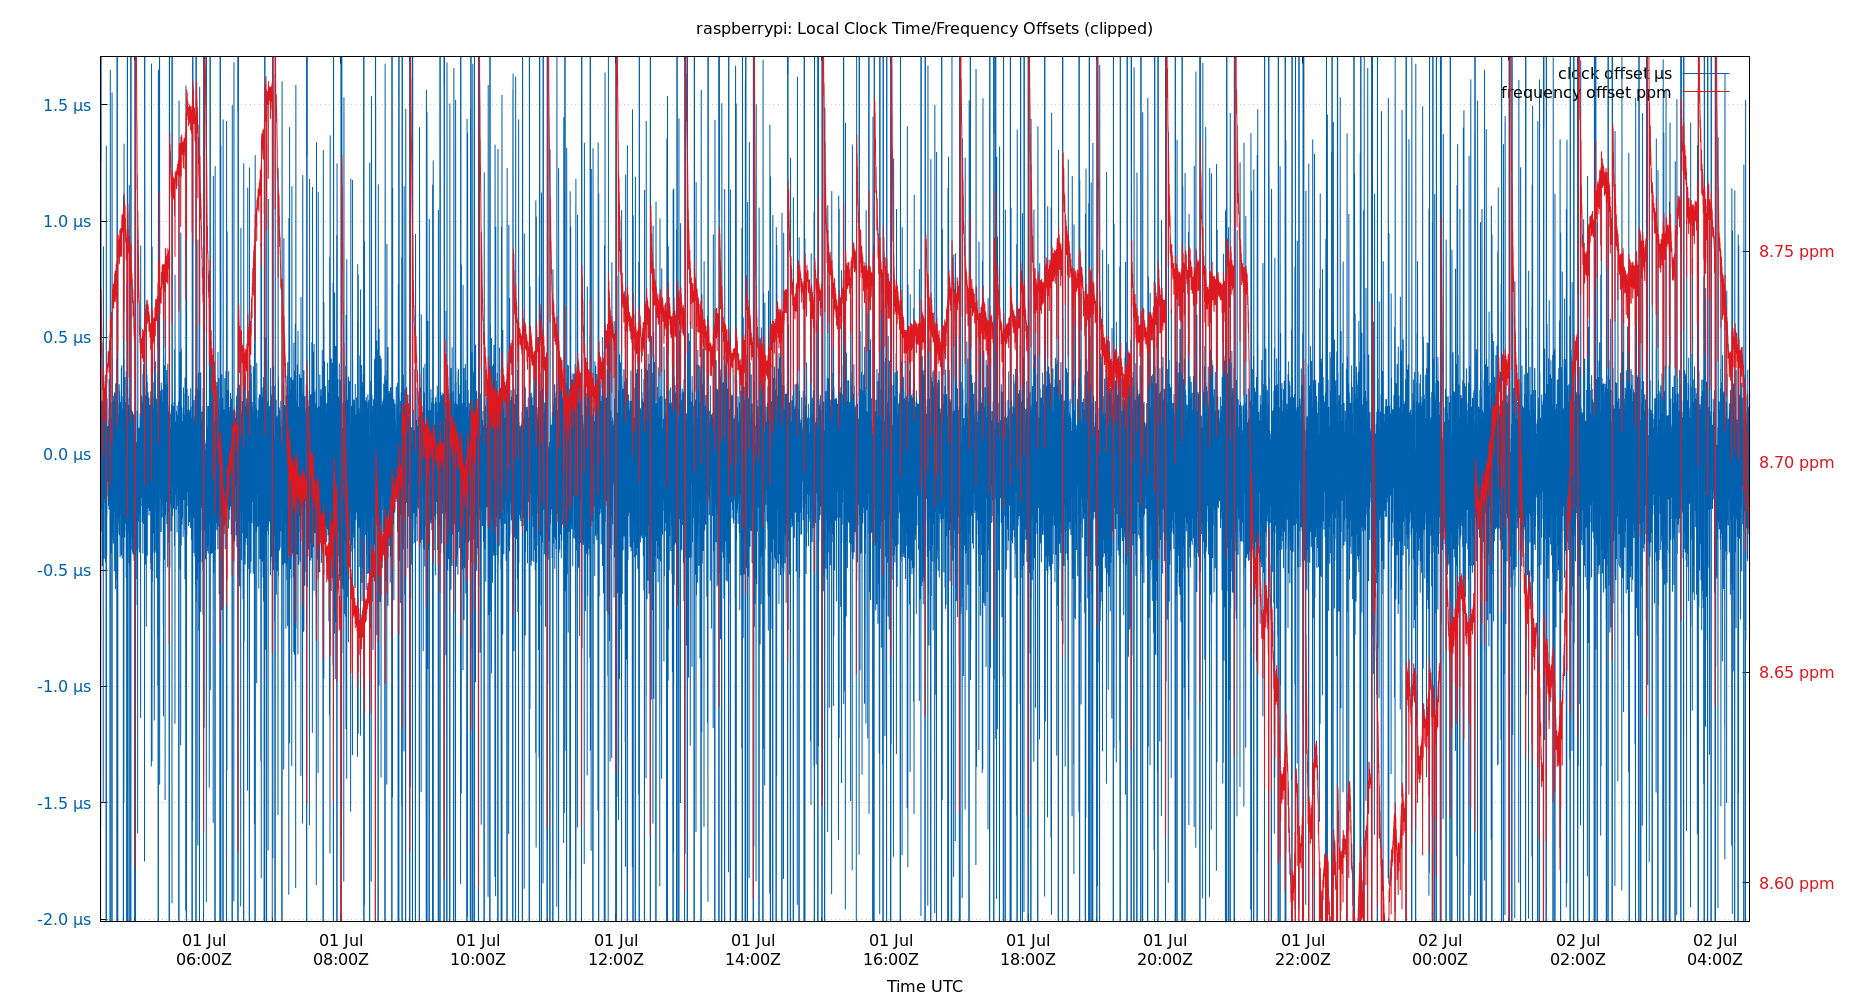 raspberrypi: Local Clock Time/Frequency Offsets (clipped)
clock offset µs
frequency offset ppm
1.5 µs
1.0 µs
0.5 µs
0.0 µs
-0.5 µs
-1.0 µs
-1.5 µs
-2.0 µs
8.75 ppm
8.70 ppm
8.65 ppm
8.60 ppm
01 Jul 01 Jul 01 Jul 01 Jul 01 Jul 01 Jul 01 Jul 01 Jul 01 Jul 02 Jul 02 Jul 02 Jul
06:00Z 08:00Z 10:00Z 12:00Z 14:00Z 16:00Z 18:00Z 20:00Z 22:00Z 00:00Z 02:00Z 04:00Z
Time UTC